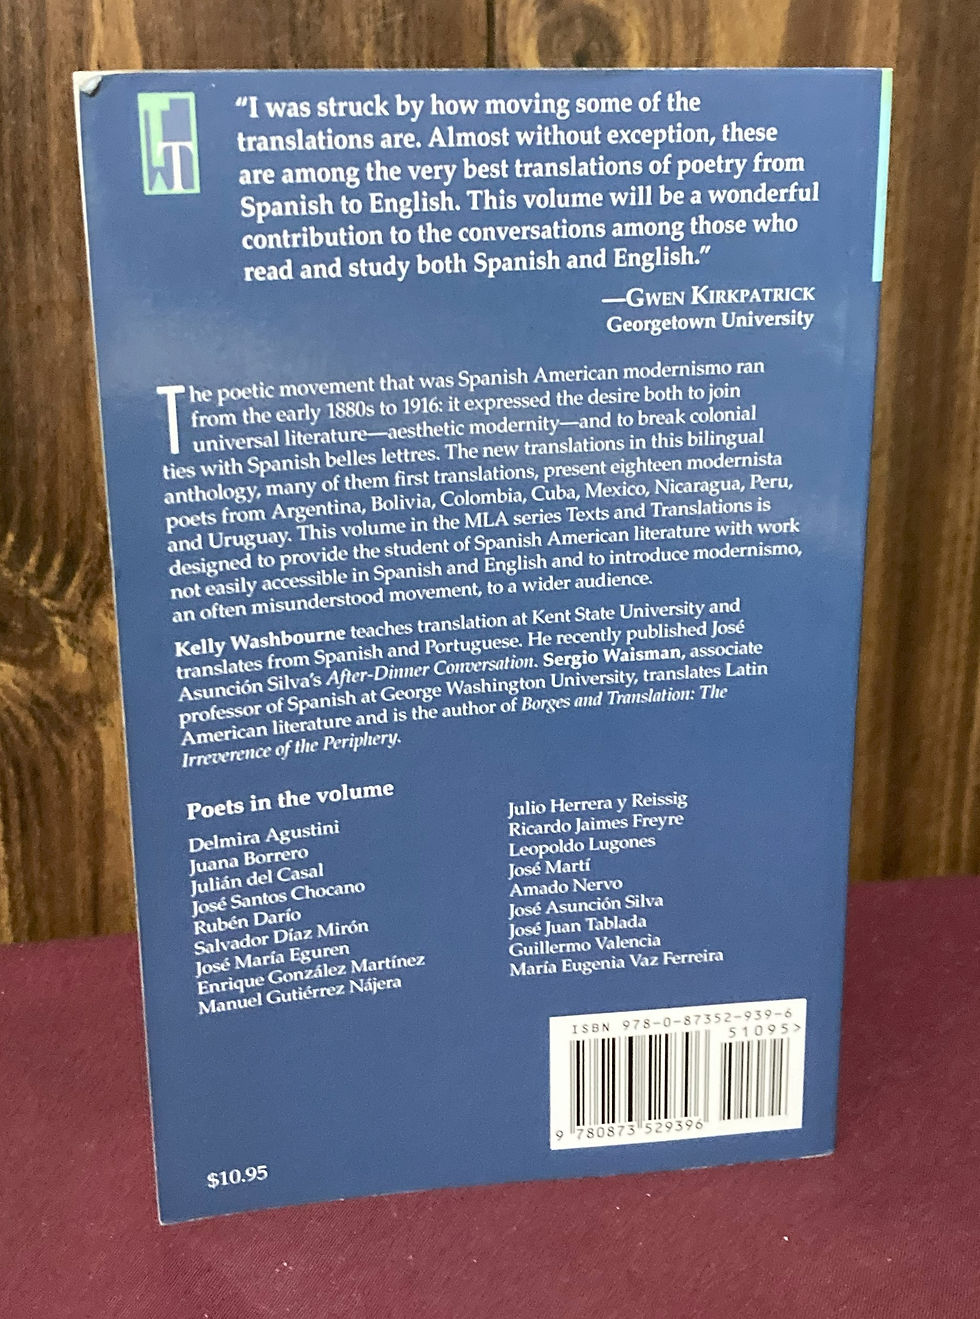 T
"I was struck by how moving some of the
translations are. Almost without exception, these
are among the very best translations of poetry from
Spanish to English. This volume will be a wonderful
contribution to the conversations among those who
read and study both Spanish and English."
—GWEN KIRKPATRICK
Georgetown University
The poetic movement that was Spanish American modernismo ran
from the early 1880s to 1916: it expressed the desire both to join
universal literature—aesthetic modernity—and to break colonial
ties with Spanish belles lettres. The new translations in this bilingual
anthology, many of them first translations, present eighteen modernista
poets from Argentina, Bolivia, Colombia, Cuba, Mexico, Nicaragua, Peru,
and Uruguay. This volume in the MLA series Texts and Translations is
designed to provide the student of Spanish American literature with work
not easily accessible in Spanish and English and to introduce modernismo,
an often misunderstood movement, to a wider audience.
Kelly Washbourne teaches translation at Kent State University and
translates from Spanish and Portuguese. He recently published José
Asunción Silva's After-Dinner Conversation. Sergio Waisman, associate
professor of Spanish at George Washington University, translates Latin
American literature and is the author of Borges and Translation: The
Irreverence of the Periphery.
Poets in the volume
Delmira Agustini
Juana Borrero
Julián del Casal
José Santos Chocano
Rubén Darío
Salvador Díaz Mirón
José María Eguren
Enrique González Martínez
Manuel Gutiérrez Nájera
Julio Herrera y Reissig
Ricardo Jaimes Freyre
Leopoldo Lugones
José Martí
Amado Nervo
José Asunción Silva
José Juan Tablada
Guillermo Valencia
María Eugenia Vaz Ferreira
ISBN 978-0-87352-939-6
51095>
9 780873 529396
$10.95